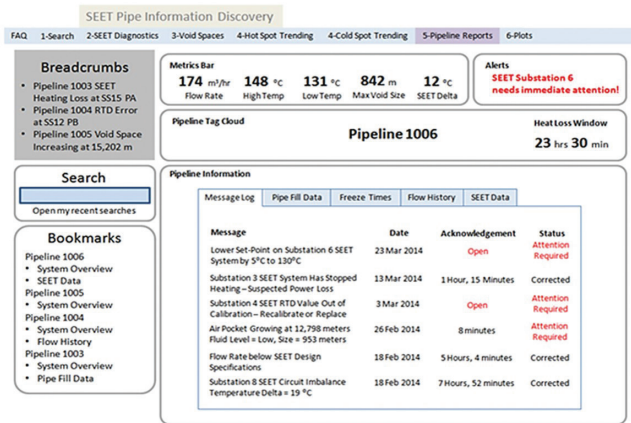 SEET Pipe Information Discovery
FAQ 1-Search 2-SEET Diagnostics 3-Void Spaces 4-Hot Spot Trending 4-Cold Spot Trending 5-Pipeline Reports 6-Plots
Breadcrumbs
• Pipeline 1003 SEET
Heating Loss at SS15 PA
• Pipeline 1004 RTD Error
at SS12 PB
• Pipeline 1005 Void Space
Increasing at 15,202 m
Search
Open my recent searches
Bookmarks
Pipeline 1006
• System Overview
• SEET Data
Pipeline 1005
• System Overview
Pipeline 1004
• System Overview
• Flow History
Pipeline 1003
• System Overview
• Pipe Fill Data
Metrics Bar
174 m³/hr 148 °C 131 °C 842 m 12 °C
Flow Rate High Temp Low Temp Max Void Size SEET Delta
Alerts
SEET Substation 6
needs immediate attention!
Pipeline Tag Cloud
Pipeline 1006
Heat Loss Window
23 hrs 30 min
Pipeline Information
Message Log Pipe Fill Data Freeze Times Flow History SEET Data
Message Date Acknowledgement Status
Lower Set-Point on Substation 6 SEET
System by 5°C to 130°C
23 Mar 2014 Open
Attention
Required
Substation 3 SEET System Has Stopped
Heating – Suspected Power Loss
13 Mar 2014 1 Hour, 15 Minutes Corrected
Substation 4 SEET RTD Value Out of
Calibration – Recalibrate or Replace
3 Mar 2014 Open
Attention
Required
Air Pocket Growing at 12,798 meters
Fluid Level = Low, Size = 953 meters
26 Feb 2014 8 minutes
Attention
Required
Flow Rate below SEET Design
Specifications
18 Feb 2014 5 Hours, 4 minutes Corrected
Substation 8 SEET Circuit Imbalance
Temperature Delta = 19 °C
18 Feb 2014 7 Hours, 52 minutes Corrected